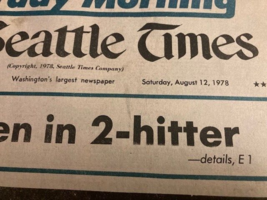 day Morning
Seattle Times
(Copyright, 1978, Seattle Times Company)
Washington's largest newspaper Saturday, August 12, 1978 ★★
en in 2-hitter
—details, E 1